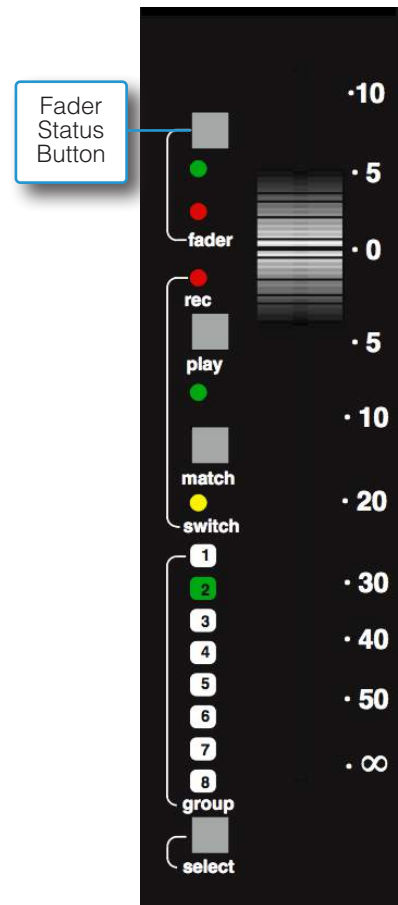 Fader
Status
Button
fader
rec
play
match
switch
1
2
3
4
5
6
7
8
group
select
·10
·5
·0
·5
·10
·20
·30
·40
·50
·∞